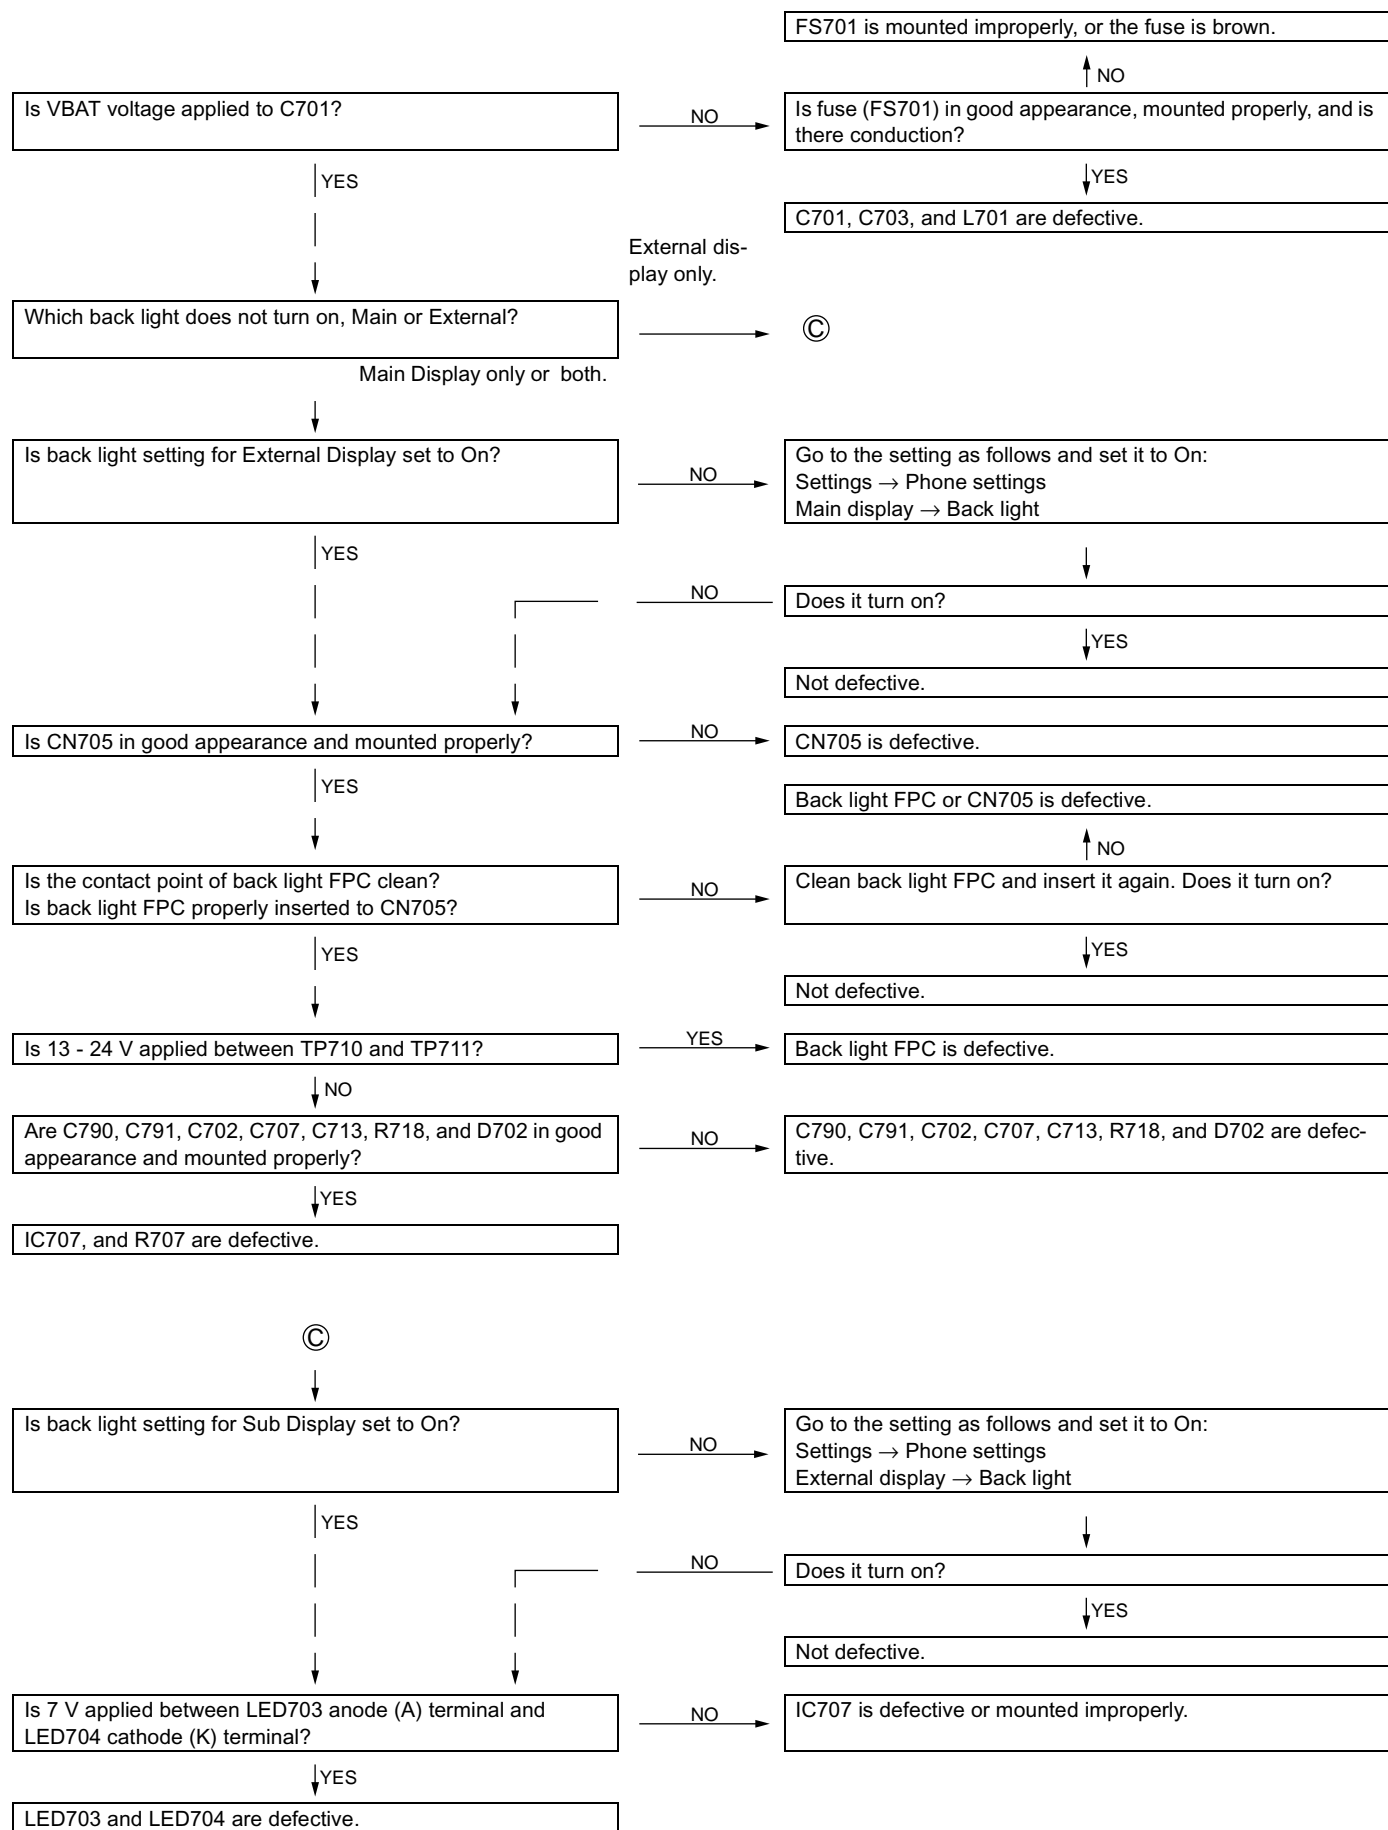 FS701 is mounted improperly, or the fuse is brown.
NO
Is VBAT voltage applied to C701?
NO
Is fuse (FS701) in good appearance, mounted properly, and is
there conduction?
YES
YES
C701, C703, and L701 are defective.
External dis-
play only.
Which back light does not turn on, Main or External?
©
Main Display only or both.
Is back light setting for External Display set to On?
NO
Go to the setting as follows and set it to On:
Settings → Phone settings
Main display → Back light
YES
NO
Does it turn on?
YES
Not defective.
Is CN705 in good appearance and mounted properly?
NO
CN705 is defective.
YES
Back light FPC or CN705 is defective.
NO
Is the contact point of back light FPC clean?
Is back light FPC properly inserted to CN705?
NO
Clean back light FPC and insert it again. Does it turn on?
YES
YES
Not defective.
Is 13 - 24 V applied between TP710 and TP711?
YES
Back light FPC is defective.
NO
Are C790, C791, C702, C707, C713, R718, and D702 in good
appearance and mounted properly?
NO
C790, C791, C702, C707, C713, R718, and D702 are defec-
tive.
YES
IC707, and R707 are defective.
©
Is back light setting for Sub Display set to On?
NO
Go to the setting as follows and set it to On:
Settings → Phone settings
External display → Back light
YES
NO
Does it turn on?
YES
Not defective.
Is 7 V applied between LED703 anode (A) terminal and
LED704 cathode (K) terminal?
NO
IC707 is defective or mounted improperly.
YES
LED703 and LED704 are defective.